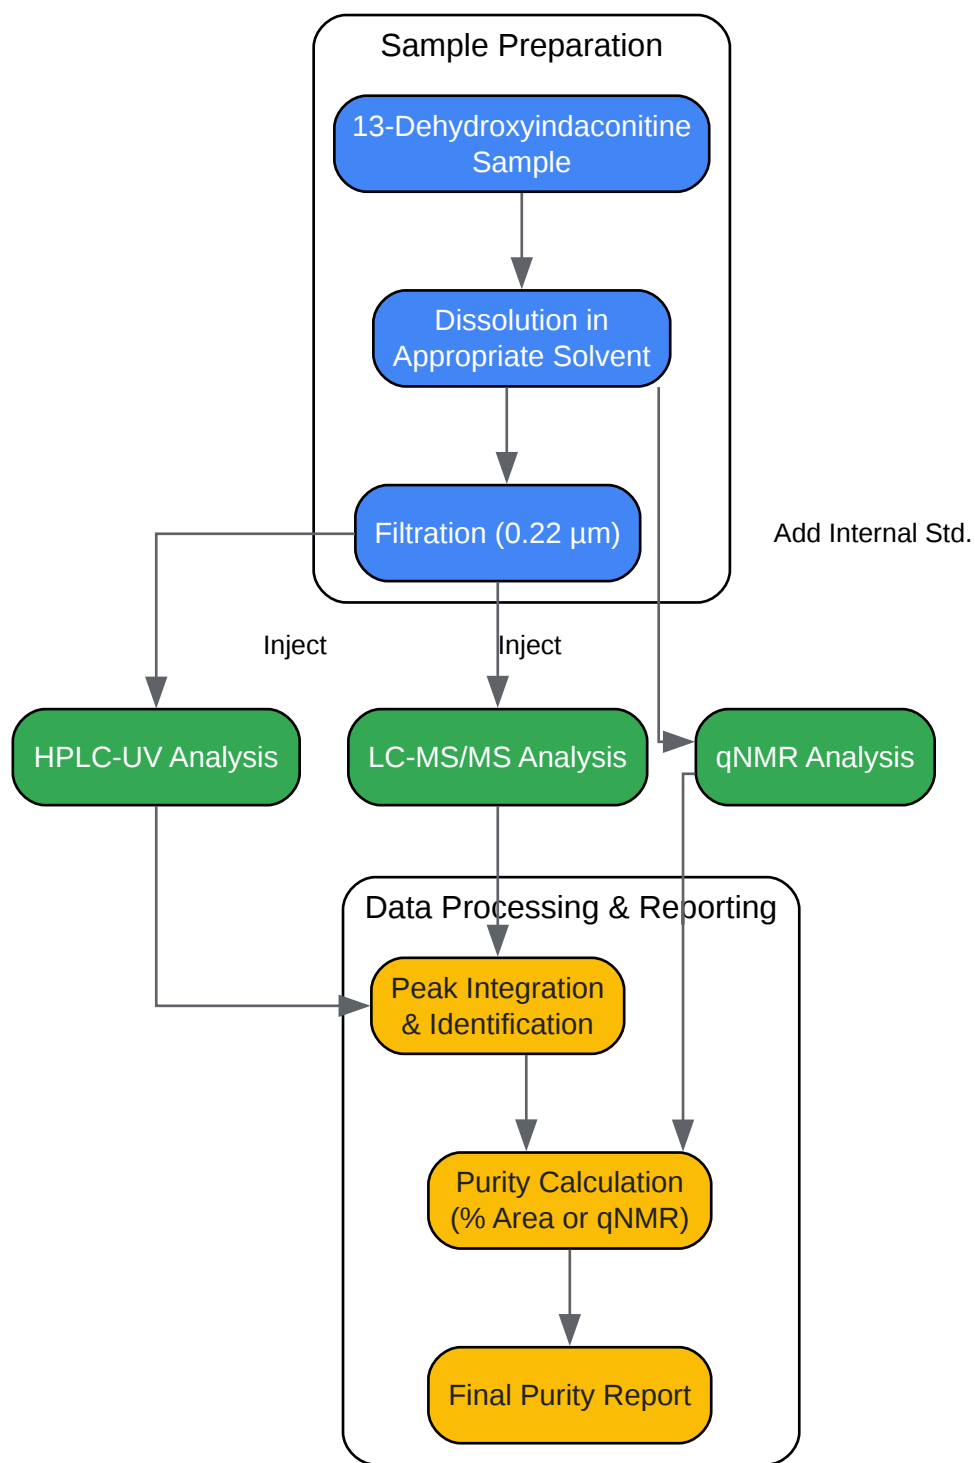 Sample Preparation
13-Dehydroxyindaconitine
Sample
Dissolution in
Appropriate Solvent
Filtration (0.22 µm)
Add Internal Std.
Inject
Inject
HPLC-UV Analysis
LC-MS/MS Analysis
qNMR Analysis
Data Processing & Reporting
Peak Integration
& Identification
Purity Calculation
(% Area or qNMR)
Final Purity Report